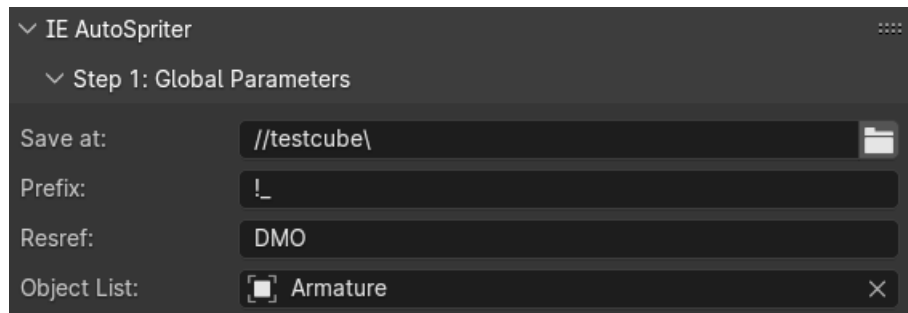 IE AutoSpriter
Step 1: Global Parameters
Save at: //testcube\
Prefix: !_
Resref: DMO
Object List: Armature